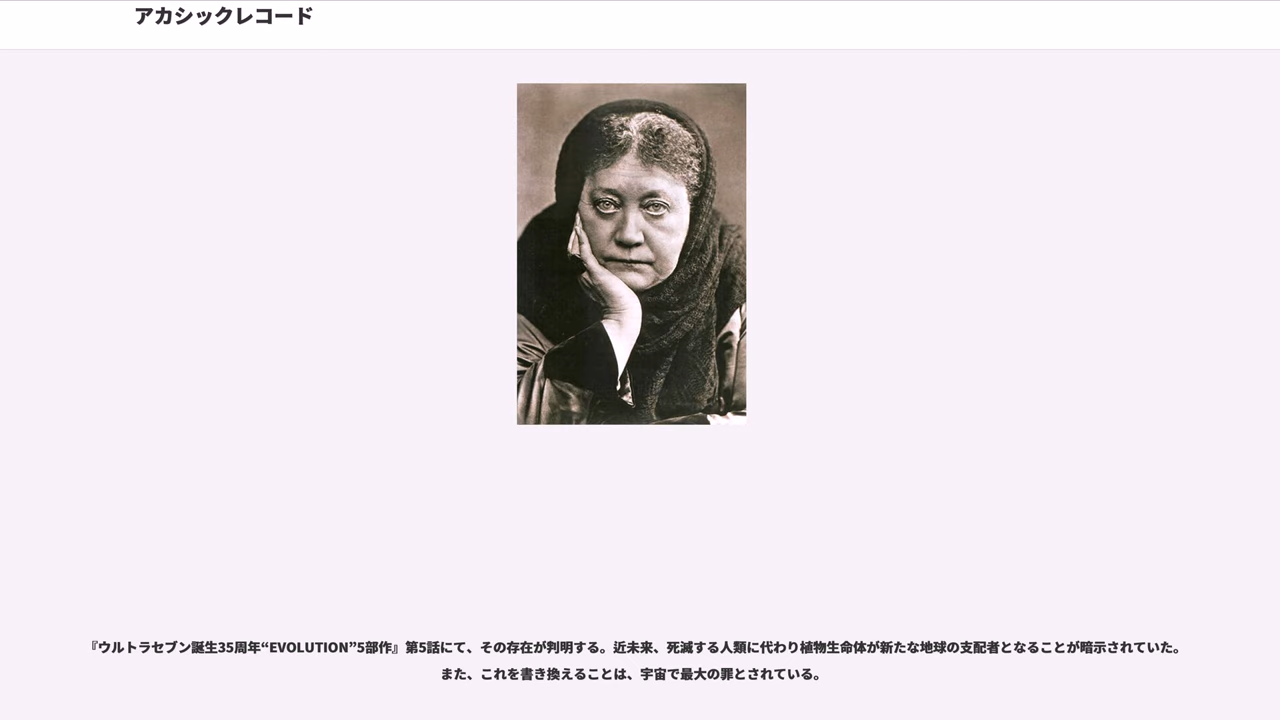 アカシックレコード
『ウルトラセブン誕生35周年“EVOLUTION”5部作』第5話にて、その存在が判明する。近未来、死滅する人類に代わり植物生命体が新たな地球の支配者となることが暗示されていた。
また、これを書き換えることは、宇宙で最大の罪とされている。